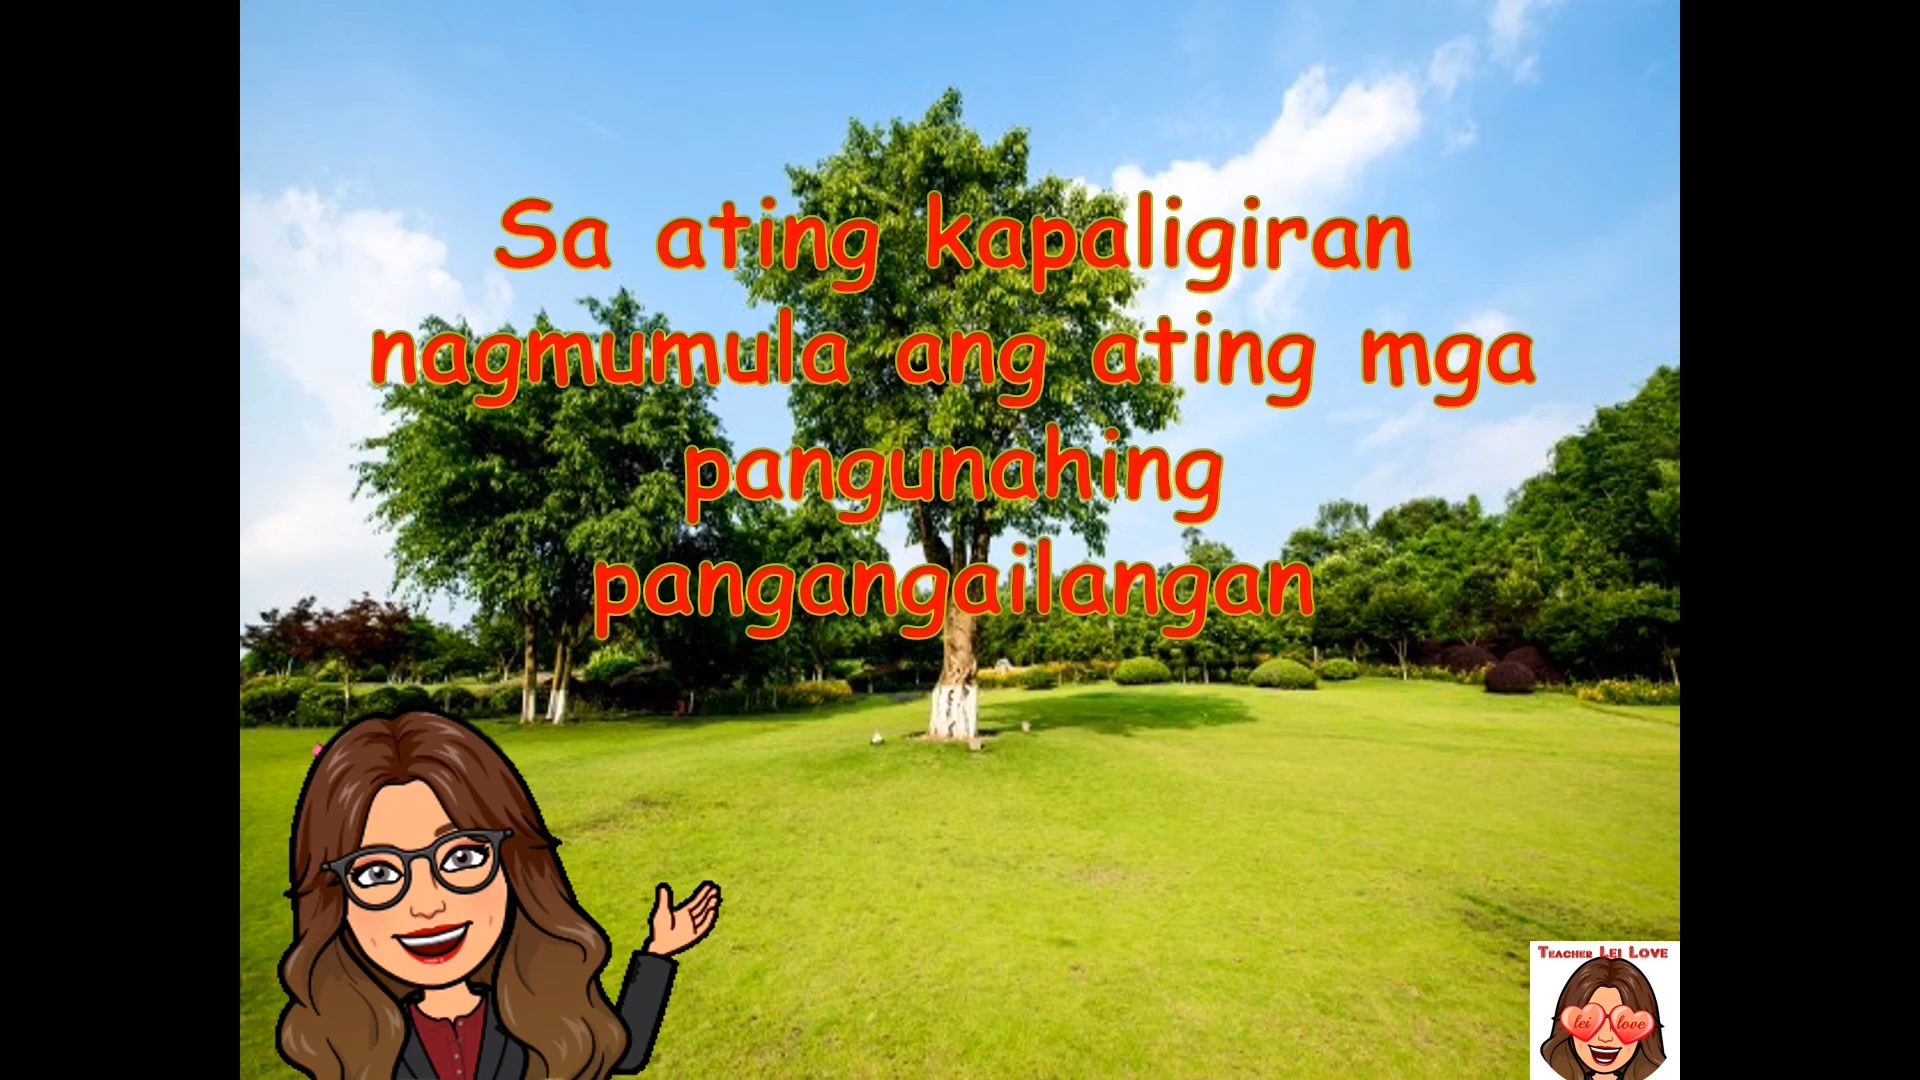 Sa ating kapaligiran
nagmumula ang ating mga
pangunahing
pangangailangan
Teacher Lei Love
lei love